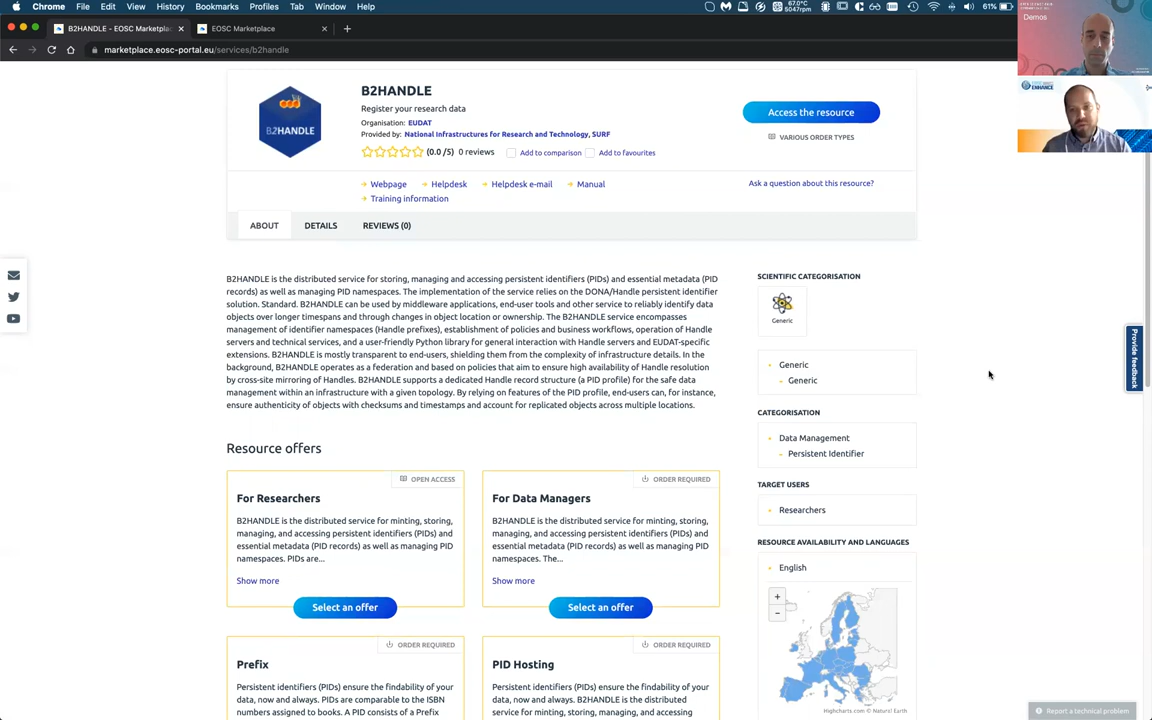 Chrome File Edit View History Bookmarks Profiles Tab Window Help
67.0°C
5047rpm
61%
B2HANDLE - EOSC Marketpla
EOSC Marketplace
marketplace.eosc-portal.eu/services/b2handle
Demos
ENHANCE
B2HANDLE
B2HANDLE
Register your research data
Organisation: EUDAT
Provided by: National Infrastructures for Research and Technology, SURF
(0.0 /5) 0 reviews Add to comparison Add to favourites
Access the resource
VARIOUS ORDER TYPES
Webpage Helpdesk Helpdesk e-mail Manual
Training information
Ask a question about this resource?
ABOUT DETAILS REVIEWS (0)
B2HANDLE is the distributed service for storing, managing and accessing persistent identifiers (PIDs) and essential metadata (PID
records) as well as managing PID namespaces. The implementation of the service relies on the DONA/Handle persistent identifier
solution. Standard. B2HANDLE can be used by middleware applications, end-user tools and other service to reliably identify data
objects over longer timespans and through changes in object location or ownership. The B2HANDLE service encompasses
management of identifier namespaces (Handle prefixes), establishment of policies and business workflows, operation of Handle
servers and technical services, and a user-friendly Python library for general interaction with Handle servers and EUDAT-specific
extensions. B2HANDLE is mostly transparent to end-users, shielding them from the complexity of infrastructure details. In the
background, B2HANDLE operates as a federation and based on policies that aim to ensure high availability of Handle resolution
by cross-site mirroring of Handles. B2HANDLE supports a dedicated Handle record structure (a PID profile) for the safe data
management within an infrastructure with a given topology. By relying on features of the PID profile, end-users can, for instance,
ensure authenticity of objects with checksums and timestamps and account for replicated objects across multiple locations.
SCIENTIFIC CATEGORISATION
Generic
Generic
Generic
CATEGORISATION
Data Management
Persistent Identifier
TARGET USERS
Researchers
RESOURCE AVAILABILITY AND LANGUAGES
English
+
−
Highcharts.com © Natural Earth
Provide feedback
Resource offers
OPEN ACCESS
For Researchers
B2HANDLE is the distributed service for minting, storing,
managing, and accessing persistent identifiers (PIDs) and
essential metadata (PID records) as well as managing PID
namespaces. PIDs are...
Show more
Select an offer
ORDER REQUIRED
For Data Managers
B2HANDLE is the distributed service for minting, storing,
managing, and accessing persistent identifiers (PIDs) and
essential metadata (PID records) as well as managing PID
namespaces. The...
Show more
Select an offer
ORDER REQUIRED
Prefix
Persistent identifiers (PIDs) ensure the findability of your
data, now and always. PIDs are comparable to the ISBN
numbers assigned to books. A PID consists of a Prefix
ORDER REQUIRED
PID Hosting
Persistent identifiers (PIDs) ensure the findability of your
data, now and always. B2HANDLE is the distributed
service for minting, storing, managing, and accessing
Report a technical problem